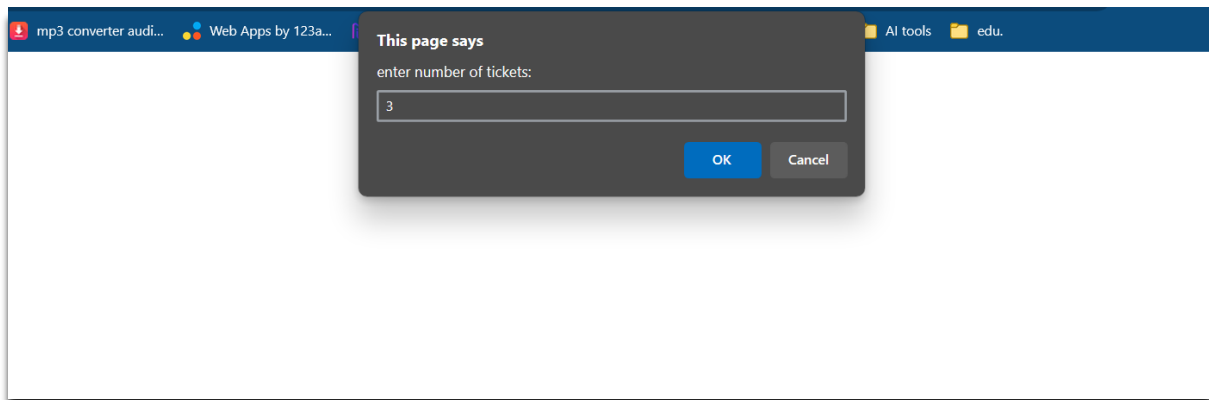 mp3 converter audi... Web Apps by 123a... AI tools edu.
This page says
enter number of tickets:
3
OK Cancel